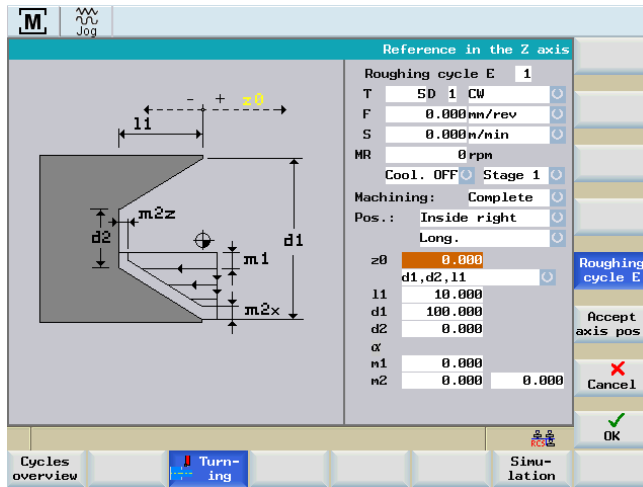 M
Jog
Reference in the Z axis
- + z0
l1
m2z
d2
d1
m1
m2x
Roughing cycle E 1
T 5 D 1 CW
F 0.000 mm/rev
S 0.000 m/min
MR 0 rpm
Cool. OFF Stage 1
Machining: Complete
Pos.: Inside right
Long.
z0 0.000
d1,d2,l1
l1 10.000
d1 100.000
d2 0.000
α
m1 0.000
m2 0.000 0.000
Roughing
cycle E
Accept
axis pos
Cancel
OK
RCS
Cycles
overview
Turn-
ing
Simu-
lation